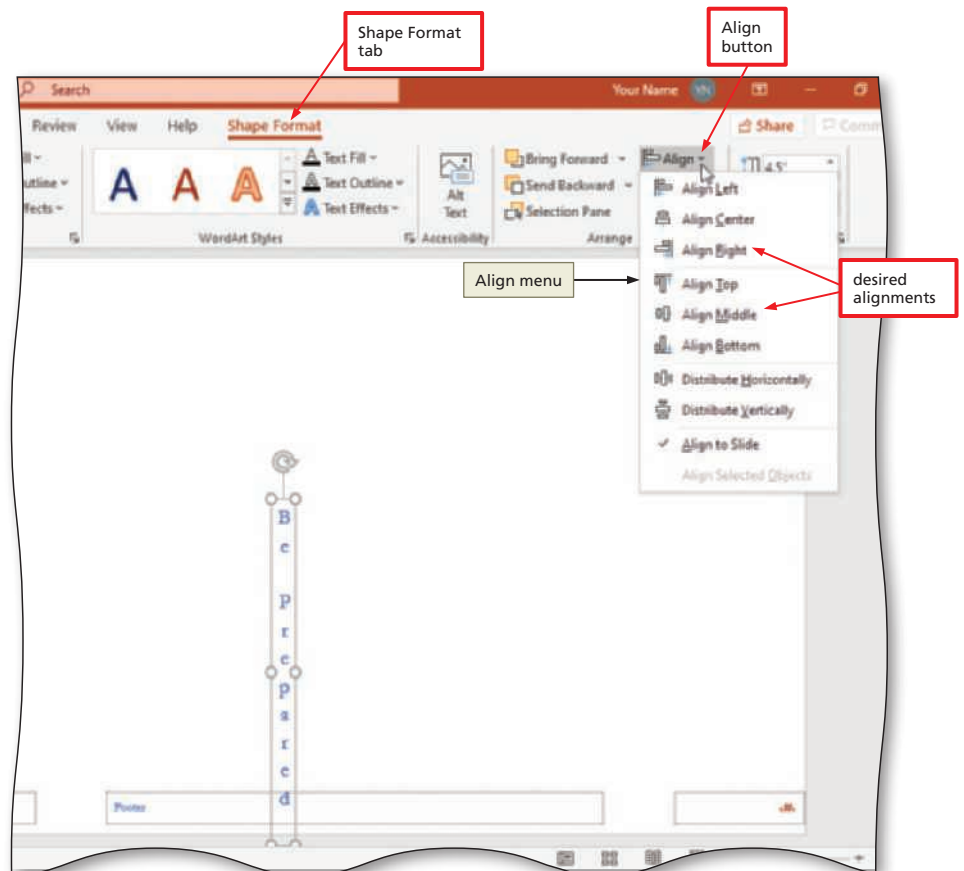 Shape Format
tab
Align
button
Search
Your Name
YN
Review View Help Shape Format
Share
Text Fill
Text Outline
Text Effects
A A A
WordArt Styles
Alt
Text
Accessibility
Bring Forward
Send Backward
Selection Pane
Arrange
Align
4.5"
Align Left
Align Center
Align Right
Align Top
Align Middle
Align Bottom
Distribute Horizontally
Distribute Vertically
Align to Slide
Align Selected Objects
Align menu
desired
alignments
B
e
P
r
e
p
a
r
e
d
Footer